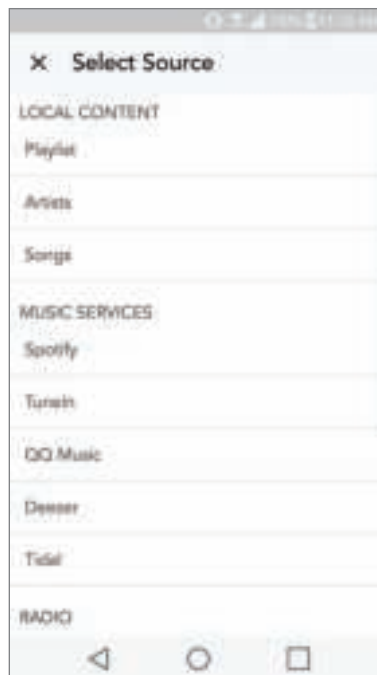 × Select Source
LOCAL CONTENT
Playlist
Artists
Songs
MUSIC SERVICES
Spotify
TuneIn
QQ Music
Deezer
Tidal
RADIO